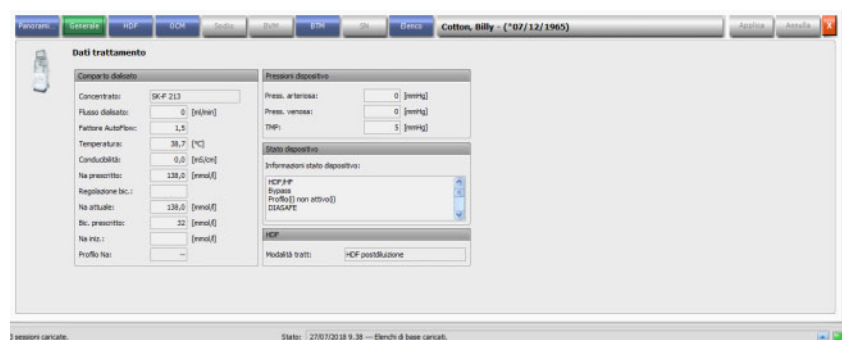 Panorami... Generale HDF OCM Sodio BVM BTM SN Elenco Cotton, Billy - (*07/12/1965) Applica Annulla X
Dati trattamento
Comparto dialisato
Concentrato: SK-F 213
Flusso dialisato: 0 [ml/min]
Fattore AutoFlow: 1,5
Temperatura: 38,7 [°C]
Conducibilità: 0,0 [mS/cm]
Na prescritto: 138,0 [mmol/l]
Regolazione bic.:
Na attuale: 138,0 [mmol/l]
Bic. prescritto: 32 [mmol/l]
Na iniz.: [mmol/l]
Profilo Na: --
Pressioni dispositivo
Press. arteriosa: 0 [mmHg]
Press. venosa: 0 [mmHg]
TMP: 5 [mmHg]
Stato dispositivo
Informazioni stato dispositivo:
HDF/HF
Bypass
Profilo[i] non attivo[i]
DIASAFE
HDF
Modalità tratt: HDF postdiluizione
sessioni caricate. Stato: 27/07/2018 9.38 --- Elenchi di base caricati.